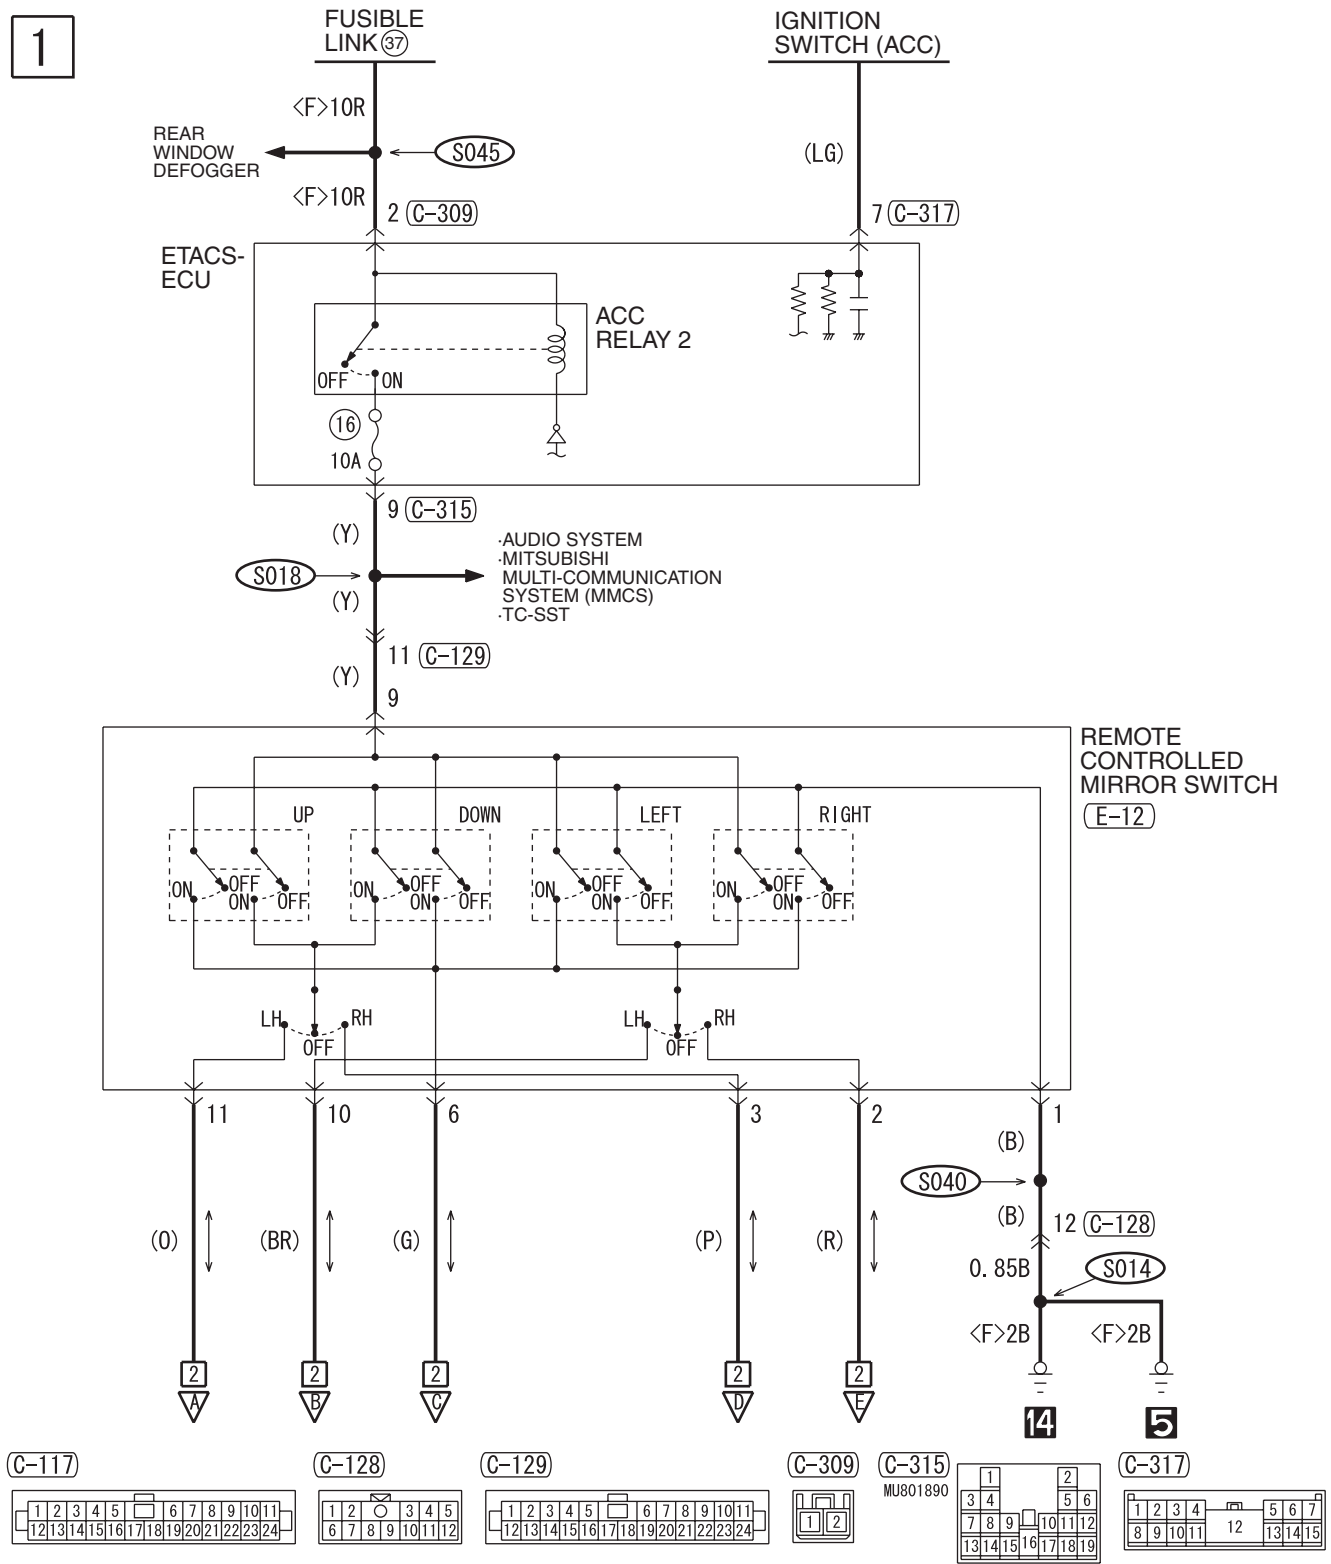 1
FUSIBLE
LINK 37
IGNITION
SWITCH (ACC)
<F>10R
REAR
WINDOW
DEFOGGER
S045
(LG)
<F>10R
2 (C-309)
7 (C-317)
ETACS-
ECU
ACC
RELAY 2
OFF ON
16
10A
9 (C-315)
(Y)
·AUDIO SYSTEM
·MITSUBISHI
MULTI-COMMUNICATION
SYSTEM (MMCS)
·TC-SST
S018
(Y)
11 (C-129)
(Y)
9
REMOTE
CONTROLLED
MIRROR SWITCH
(E-12)
UP DOWN LEFT RIGHT
ON OFF ON OFF ON OFF ON OFF
ON OFF ON OFF ON OFF ON OFF
LH RH LH RH
OFF OFF
11 10 6 3 2 1
(B)
S040
(B) 12 (C-128)
(O) (BR) (G) (P) (R)
0.85B S014
<F>2B <F>2B
2 2 2 2 2
A B C D E
14 5
(C-117) (C-128) (C-129) (C-309) (C-315) (C-317)
MU801890
1 2 3 4 5 6 7 8 9 10 11
12 13 14 15 16 17 18 19 20 21 22 23 24
1 2 3 4 5
6 7 8 9 10 11 12
1 2 3 4 5 6 7 8 9 10 11
12 13 14 15 16 17 18 19 20 21 22 23 24
1 2
1 2
3 4 5 6
7 8 9 10 11 12
13 14 15 16 17 18 19
1 2 3 4 5 6 7
8 9 10 11 12 13 14 15